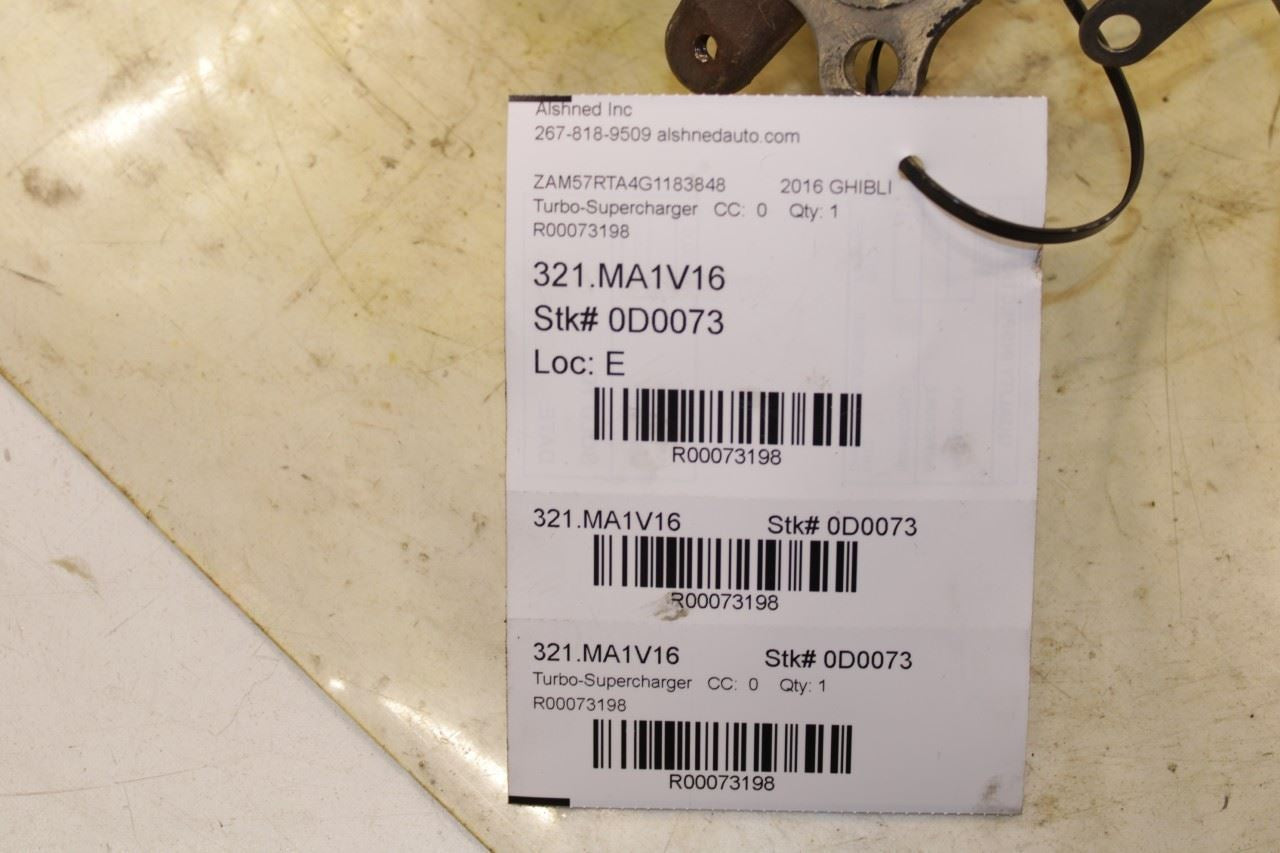 Alshned Inc
267-818-9509 alshnedauto.com
ZAM57RTA4G1183848 2016 GHIBLI
Turbo-Supercharger CC: 0 Qty: 1
R00073198
321.MA1V16
Stk# 0D0073
Loc: E
R00073198
321.MA1V16 Stk# 0D0073
R00073198
321.MA1V16 Stk# 0D0073
Turbo-Supercharger CC: 0 Qty: 1
R00073198
R00073198